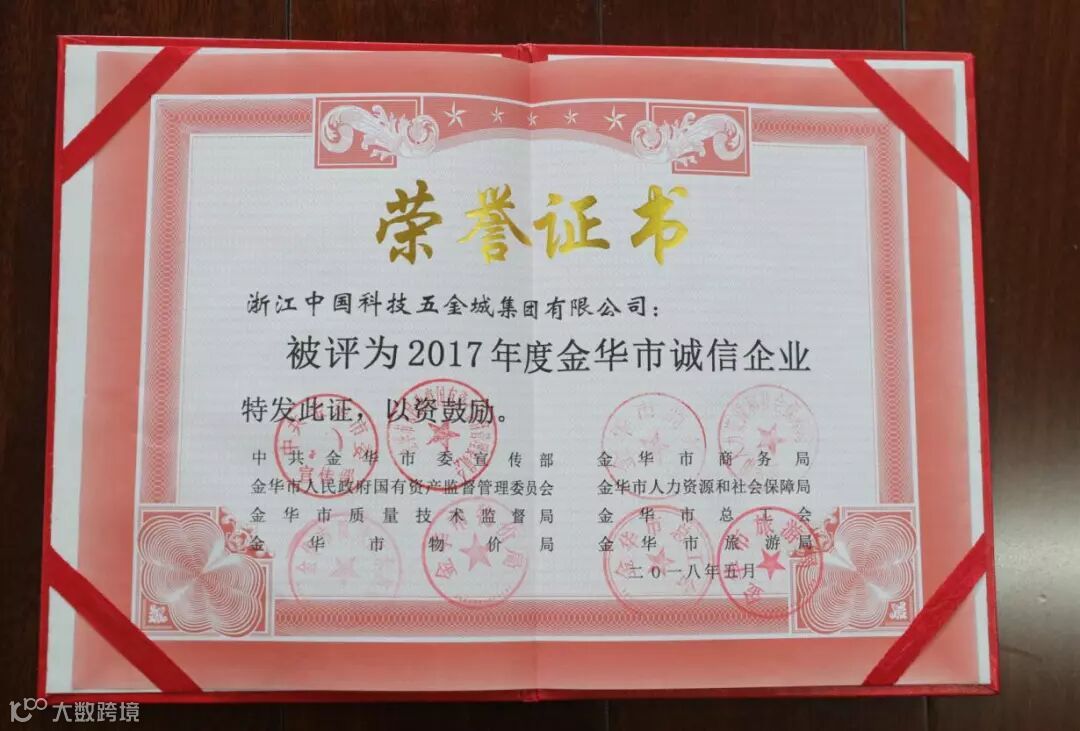 荣誉证书
浙江中国科技五金城集团有限公司：
被评为2017年度金华市诚信企业
特发此证，以资鼓励。
中共金华市委宣传部
金华市商务局
金华市人民政府国有资产监督管理委员会
金华市人力资源和社会保障局
金华市质量技术监督局
金华市总工会
金华市物价局
金华市旅游局
二〇一八年五月
大数跨境